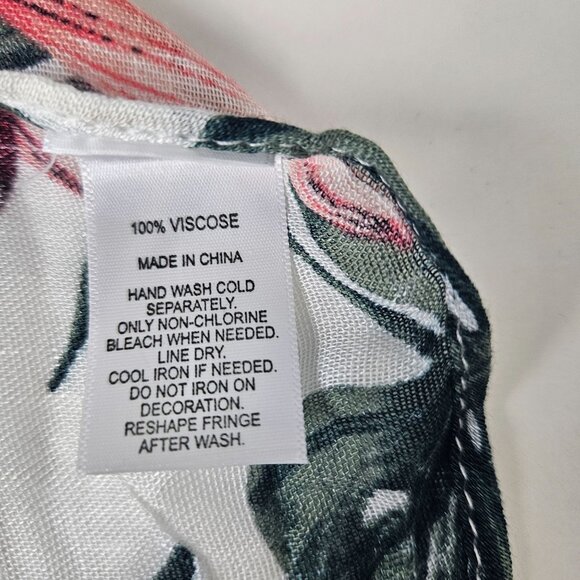 100% VISCOSE
MADE IN CHINA
HAND WASH COLD
SEPARATELY.
ONLY NON-CHLORINE
BLEACH WHEN NEEDED.
LINE DRY.
COOL IRON IF NEEDED.
DO NOT IRON ON
DECORATION.
RESHAPE FRINGE
AFTER WASH.